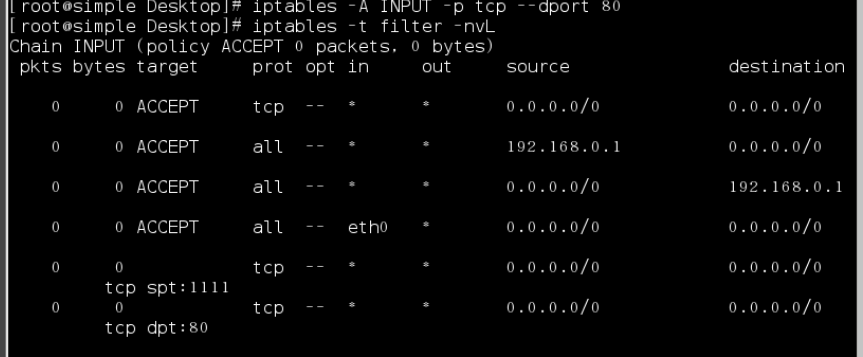 [root@simple Desktop]# iptables -A INPUT -p tcp --dport 80
[root@simple Desktop]# iptables -t filter -nvL
Chain INPUT (policy ACCEPT 0 packets, 0 bytes)
pkts bytes target prot opt in out source destination
0 0 ACCEPT tcp -- * * 0.0.0.0/0 0.0.0.0/0
0 0 ACCEPT all -- * * 192.168.0.1 0.0.0.0/0
0 0 ACCEPT all -- * * 0.0.0.0/0 192.168.0.1
0 0 ACCEPT all -- eth0 * 0.0.0.0/0 0.0.0.0/0
0 0 tcp -- * * 0.0.0.0/0 0.0.0.0/0
tcp spt:1111
0 0 tcp -- * * 0.0.0.0/0 0.0.0.0/0
tcp dpt:80